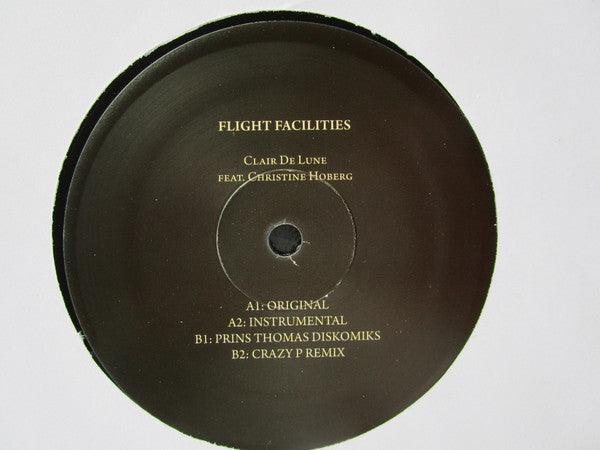 FLIGHT FACILITIES
CLAIR DE LUNE
FEAT. CHRISTINE HOBERG
A1: ORIGINAL
A2: INSTRUMENTAL
B1: PRINS THOMAS DISKOMIKS
B2: CRAZY P REMIX